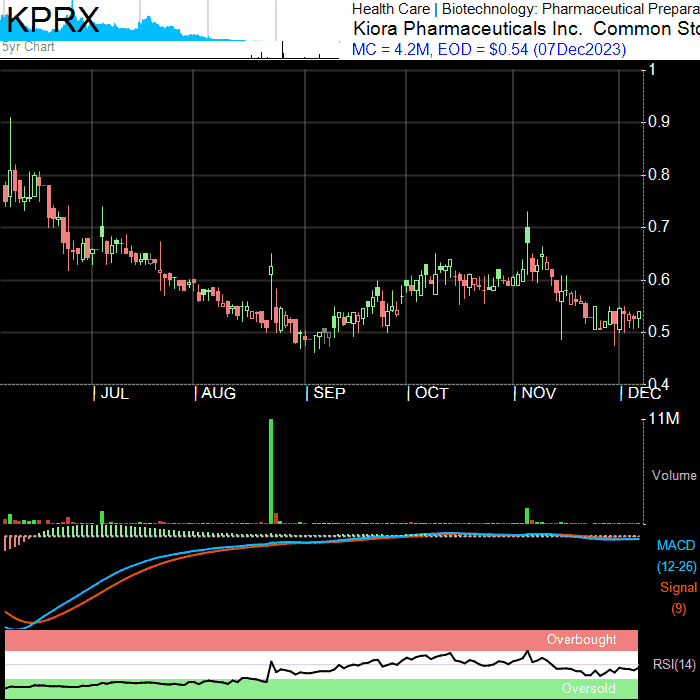 KPRX
5yr Chart
Health Care | Biotechnology: Pharmaceutical Prepara
Kiora Pharmaceuticals Inc. Common Sto
MC = 4.2M, EOD = $0.54 (07Dec2023)
1
0.9
0.8
0.7
0.6
0.5
0.4
| JUL | AUG | SEP | OCT | NOV | DEC
11M
Volume
MACD
(12-26)
Signal
(9)
Overbought
RSI(14)
Oversold